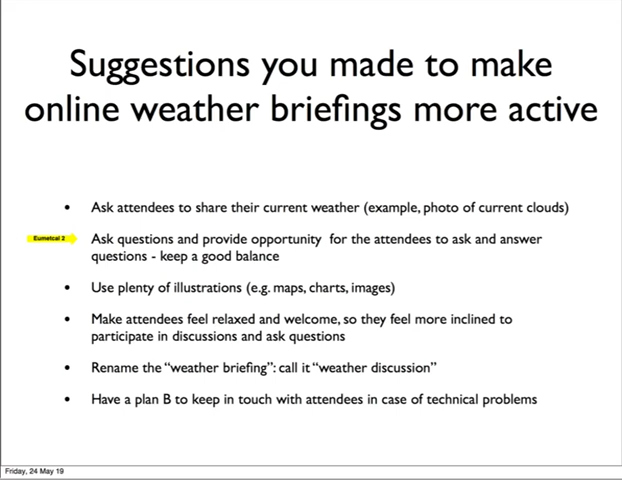 Suggestions you made to make
online weather briefings more active
• Ask attendees to share their current weather (example, photo of current clouds)
Eumetcal 2
Ask questions and provide opportunity for the attendees to ask and answer
questions - keep a good balance
• Use plenty of illustrations (e.g. maps, charts, images)
• Make attendees feel relaxed and welcome, so they feel more inclined to
participate in discussions and ask questions
• Rename the “weather briefing”: call it “weather discussion”
• Have a plan B to keep in touch with attendees in case of technical problems
Friday, 24 May 19